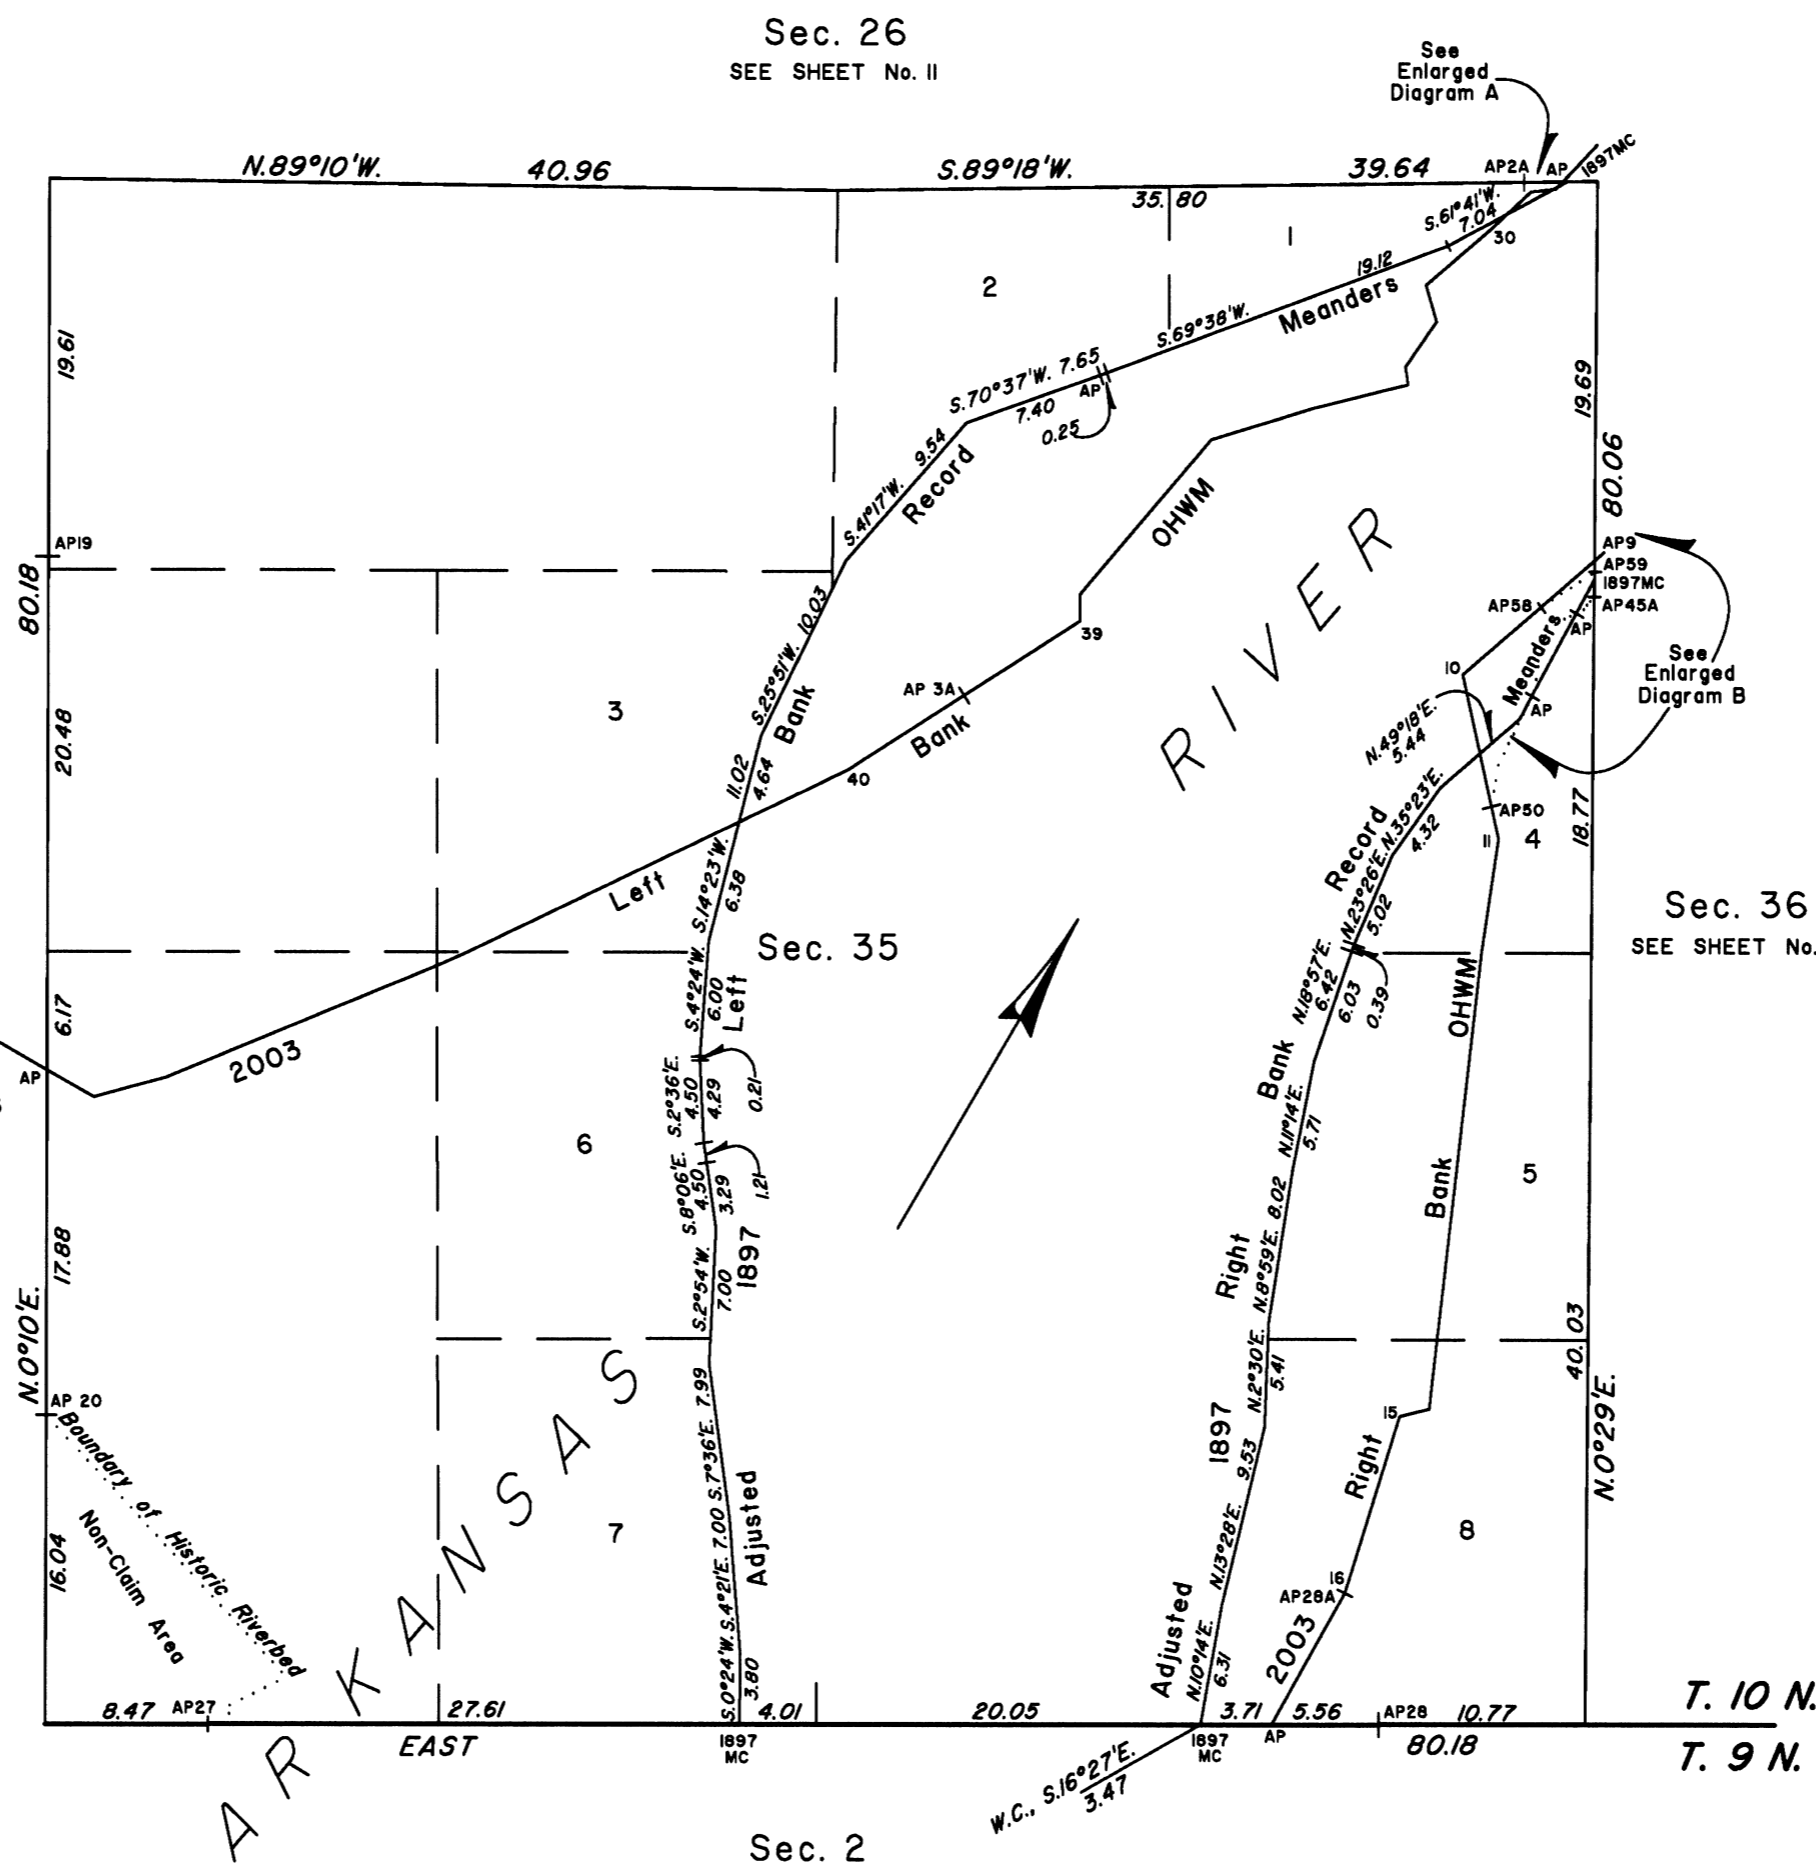 Sec. 26
SEE SHEET No. 11
See
Enlarged
Diagram A
N.89°10'W. 40.96 S.89°18'W. 39.64
AP2A AP 1897MC
35.80
S.61°41'W.
7.04
30
1
2
19.12
Meanders
S.69°38'W.
S.70°37'W. 7.65
AP
7.40
0.25
19.61
19.69
80.06
9.54
S.41°17'W.
Record
OHWM
RIVER
AP19
80.18
AP9
AP59
1897MC
AP45A
AP58
AP
Meanders
10.03
S.25°51'W.
Bank
39
AP 3A
Bank
10
See
Enlarged
Diagram B
AP
3
20.48
N.49°18'E.
5.44
11.02
4.64
40
AP50
11
4
18.77
N.35°23'E.
4.32
Record
Left
S.14°23'W.
6.38
N.23°26'E.
5.02
Sec. 35
Sec. 36
SEE SHEET No.
S.4°24'W.
6.00
Left
N.18°57'E.
6.42
6.03
0.39
OHWM
6.17
AP
2003
S.2°36'E.
4.50
4.29
0.21
Bank
N.11°14'E.
5.71
6
5
S.8°06'E.
4.50
3.29
1.21
Bank
17.88
S.2°54'W.
7.00
1897
Right
N.8°59'E. 8.02
N.0°10'E.
40.03
N.2°30'E.
5.41
AP 20
Boundary of Historic Riverbed
Non-Claim Area
ARKANSAS
S.7°36'E. 7.99
1897
15
Right
N.0°29'E.
N.13°28'E. 9.53
16.04
7
S.4°21'E. 7.00
Adjusted
8
16
AP28A
2003
Adjusted
N.10°14'E.
6.31
S.0°24'W.
3.80
8.47 AP27 27.61 4.01 20.05 3.71 5.56 AP28 10.77
T. 10 N.
EAST
1897
MC
1897
MC
AP
80.18
T. 9 N.
W.C., S.16°27'E.
3.47
Sec. 2